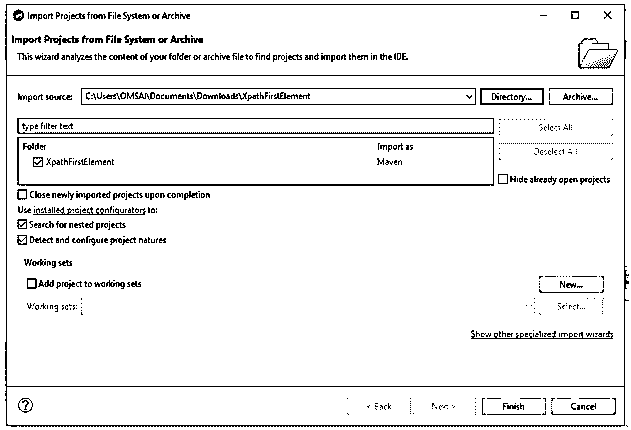 Import Projects from File System or Archive
Import Projects from File System or Archive
This wizard analyzes the content of your folder or archive file to find projects and import them in the IDE.
Import source: C:\Users\OMSAI\Documents\Downloads\XpathFirstElement Directory... Archive...
type filter text Select All
Folder Import as Deselect All
XpathFirstElement Maven
Hide already open projects
Close newly imported projects upon completion
Use installed project configurators to:
Search for nested projects
Detect and configure project natures
Working sets
Add project to working sets New...
Working sets: Select...
Show other specialized import wizards
? < Back Next > Finish Cancel